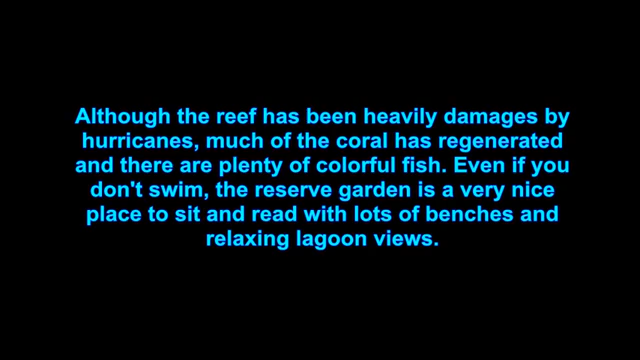 Although the reef has been heavily damages by
hurricanes, much of the coral has regenerated
and there are plenty of colorful fish. Even if you
don't swim, the reserve garden is a very nice
place to sit and read with lots of benches and
relaxing lagoon views.